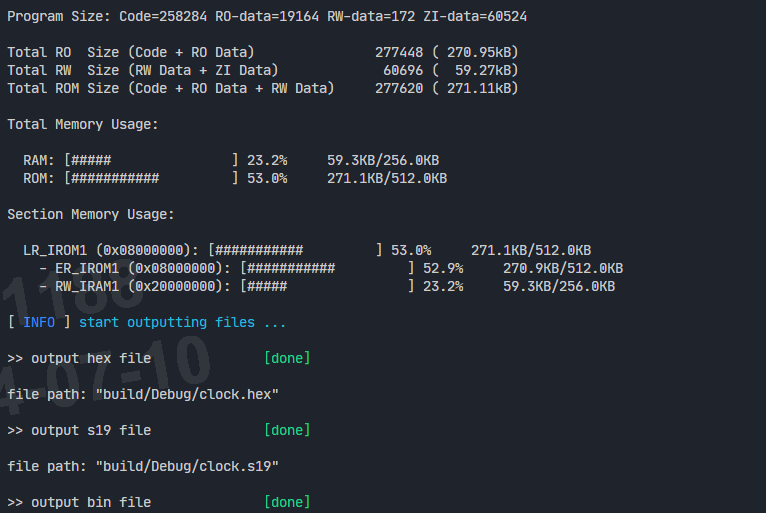 Program Size: Code=258284 RO-data=19164 RW-data=172 ZI-data=60524
Total RO  Size (Code + RO Data)               277448 ( 270.95kB)
Total RW  Size (RW Data + ZI Data)             60696 (  59.27kB)
Total ROM Size (Code + RO Data + RW Data)     277620 ( 271.11kB)
Total Memory Usage:
RAM: [#####               ] 23.2%     59.3KB/256.0KB
ROM: [###########         ] 53.0%     271.1KB/512.0KB
Section Memory Usage:
LR_IROM1 (0x08000000): [###########         ] 53.0%     271.1KB/512.0KB
- ER_IROM1 (0x08000000): [###########         ] 52.9%     270.9KB/512.0KB
- RW_IRAM1 (0x20000000): [#####               ] 23.2%     59.3KB/256.0KB
1188
[ INFO ] start outputting files ...
>> output hex file              [done]
4-07-10
file path: "build/Debug/clock.hex"
>> output s19 file              [done]
file path: "build/Debug/clock.s19"
>> output bin file              [done]